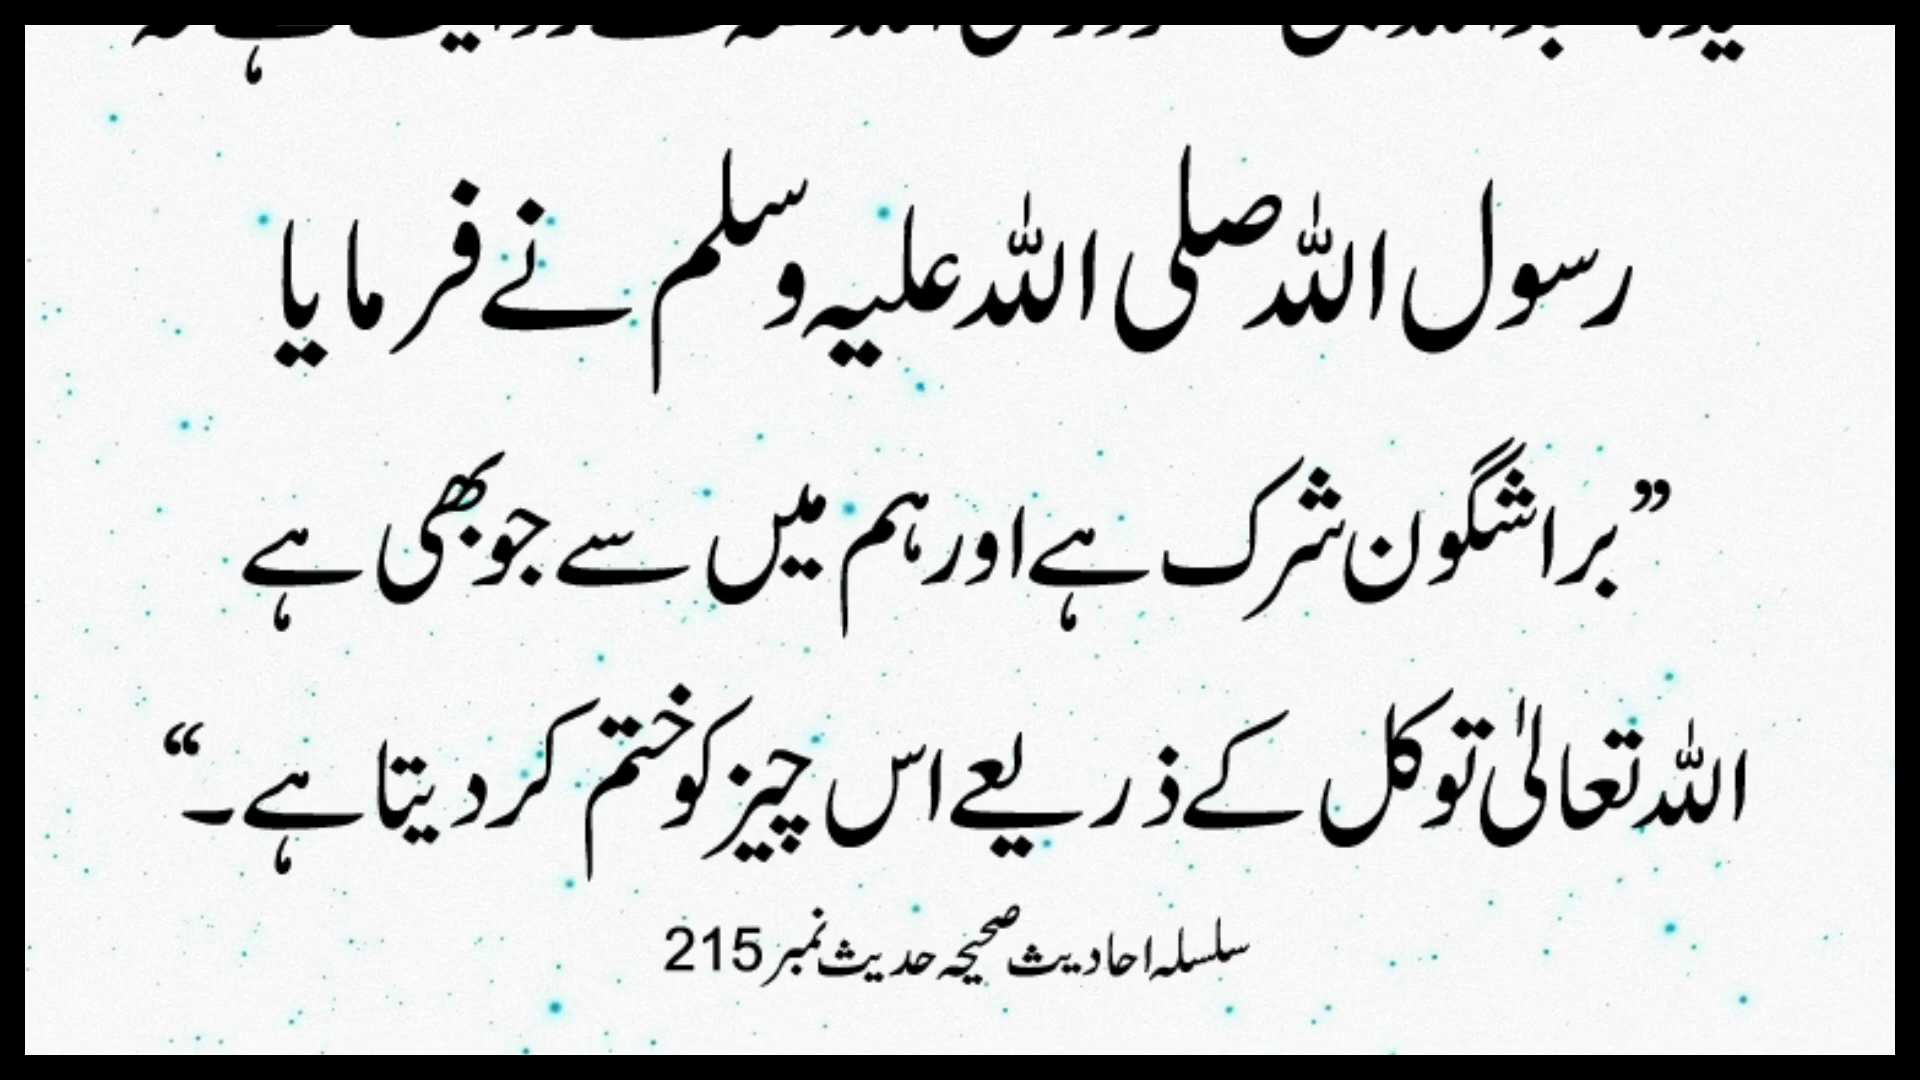 رسول اللہ صلی اللہ علیہ وسلم نے فرمایا
”برا شگون شرک ہے اور ہم میں سے جو بھی ہے
اللہ تعالیٰ توکل کے ذریعے اس چیز کو ختم کر دیتا ہے۔“
سلسلہ احادیث صحیحہ حدیث نمبر 215